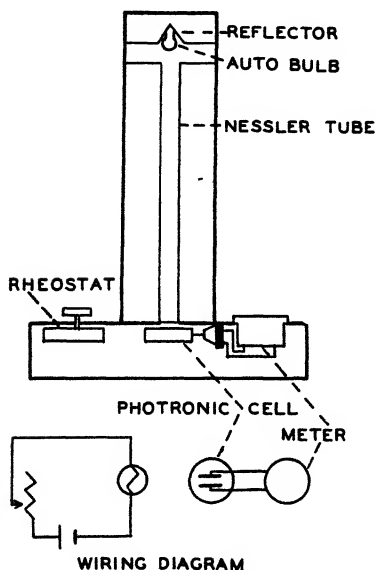 REFLECTOR
AUTO BULB
NESSLER TUBE
RHEOSTAT
PHOTRONIC CELL
METER
WIRING DIAGRAM